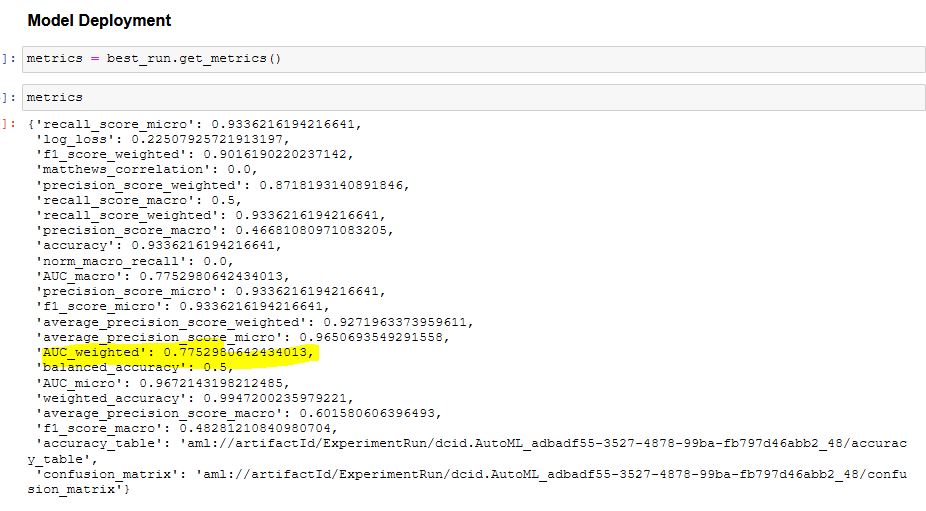 Model Deployment
]: metrics = best_run.get_metrics()
]: metrics
]: {'recall_score_micro': 0.9336216194216641,
'log_loss': 0.22507925721913197,
'f1_score_weighted': 0.9016190220237142,
'matthews_correlation': 0.0,
'precision_score_weighted': 0.8718193140891846,
'recall_score_macro': 0.5,
'recall_score_weighted': 0.9336216194216641,
'precision_score_macro': 0.46681080971083205,
'accuracy': 0.9336216194216641,
'norm_macro_recall': 0.0,
'AUC_macro': 0.7752980642434013,
'precision_score_micro': 0.9336216194216641,
'f1_score_micro': 0.9336216194216641,
'average_precision_score_weighted': 0.9271963373959611,
'average_precision_score_micro': 0.9650693549291558,
'AUC_weighted': 0.7752980642434013,
'balanced_accuracy': 0.5,
'AUC_micro': 0.9672143198212485,
'weighted_accuracy': 0.9947200235979221,
'average_precision_score_macro': 0.601580606396493,
'f1_score_macro': 0.48281210840980704,
'accuracy_table': 'aml://artifactId/ExperimentRun/dcid.AutoML_adbadf55-3527-4878-99ba-fb797d46abb2_48/accurac
y_table',
'confusion_matrix': 'aml://artifactId/ExperimentRun/dcid.AutoML_adbadf55-3527-4878-99ba-fb797d46abb2_48/confu
sion_matrix'}